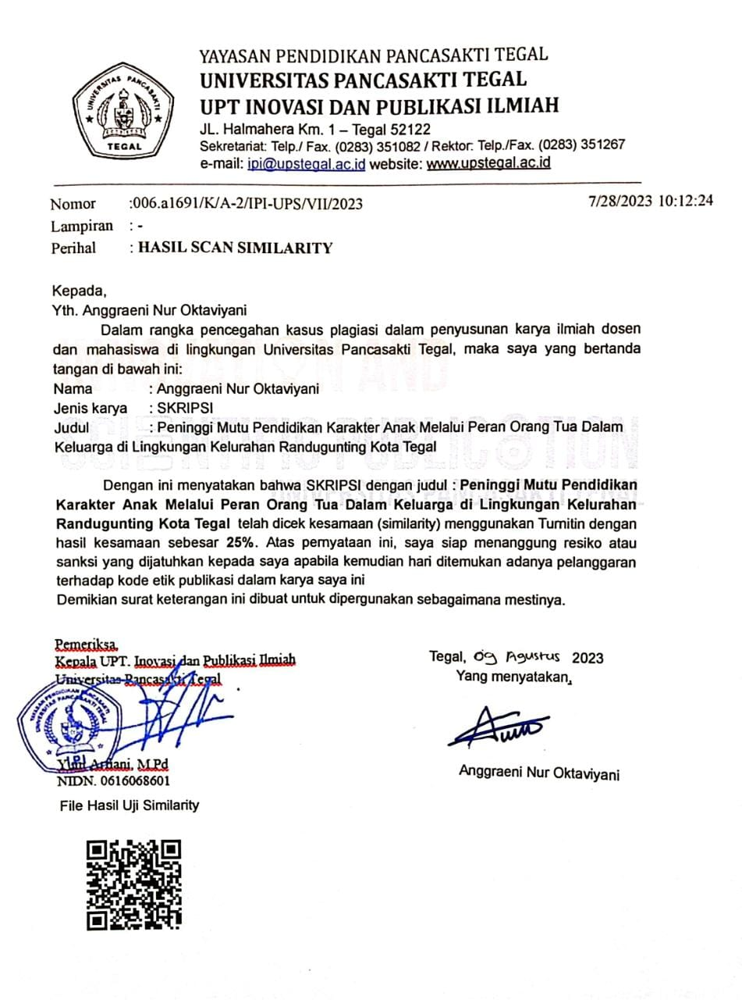 UNIVERSITAS PANCASAKTI
TEGAL
YAYASAN PENDIDIKAN PANCASAKTI TEGAL
UNIVERSITAS PANCASAKTI TEGAL
UPT INOVASI DAN PUBLIKASI ILMIAH
JL. Halmahera Km. 1 – Tegal 52122
Sekretariat: Telp./ Fax. (0283) 351082 / Rektor: Telp./Fax. (0283) 351267
e-mail: ipi@upstegal.ac.id website: www.upstegal.ac.id
Nomor :006.a1691/K/A-2/IPI-UPS/VII/2023 7/28/2023 10:12:24
Lampiran : -
Perihal : HASIL SCAN SIMILARITY
Kepada,
Yth. Anggraeni Nur Oktaviyani
Dalam rangka pencegahan kasus plagiasi dalam penyusunan karya ilmiah dosen
dan mahasiswa di lingkungan Universitas Pancasakti Tegal, maka saya yang bertanda
tangan di bawah ini:
Nama : Anggraeni Nur Oktaviyani
Jenis karya : SKRIPSI
Judul : Peninggi Mutu Pendidikan Karakter Anak Melalui Peran Orang Tua Dalam
Keluarga di Lingkungan Kelurahan Randugunting Kota Tegal
Dengan ini menyatakan bahwa SKRIPSI dengan judul : Peninggi Mutu Pendidikan
Karakter Anak Melalui Peran Orang Tua Dalam Keluarga di Lingkungan Kelurahan
Randugunting Kota Tegal telah dicek kesamaan (similarity) menggunakan Turnitin dengan
hasil kesamaan sebesar 25%. Atas pernyataan ini, saya siap menanggung resiko atau
sanksi yang dijatuhkan kepada saya apabila kemudian hari ditemukan adanya pelanggaran
terhadap kode etik publikasi dalam karya saya ini
Demikian surat keterangan ini dibuat untuk dipergunakan sebagaimana mestinya.
Pemeriksa,
Kepala UPT. Inovasi dan Publikasi Ilmiah
Universitas Pancasakti Tegal
YAYASAN PENDIDIKAN PANCASAKTI
UNIVERSITAS PANCASAKTI TEGAL
IPI
M.Pd
NIDN. 0616068601
File Hasil Uji Similarity
Tegal, 09 Agustus 2023
Yang menyatakan,
Anggraeni Nur Oktaviyani